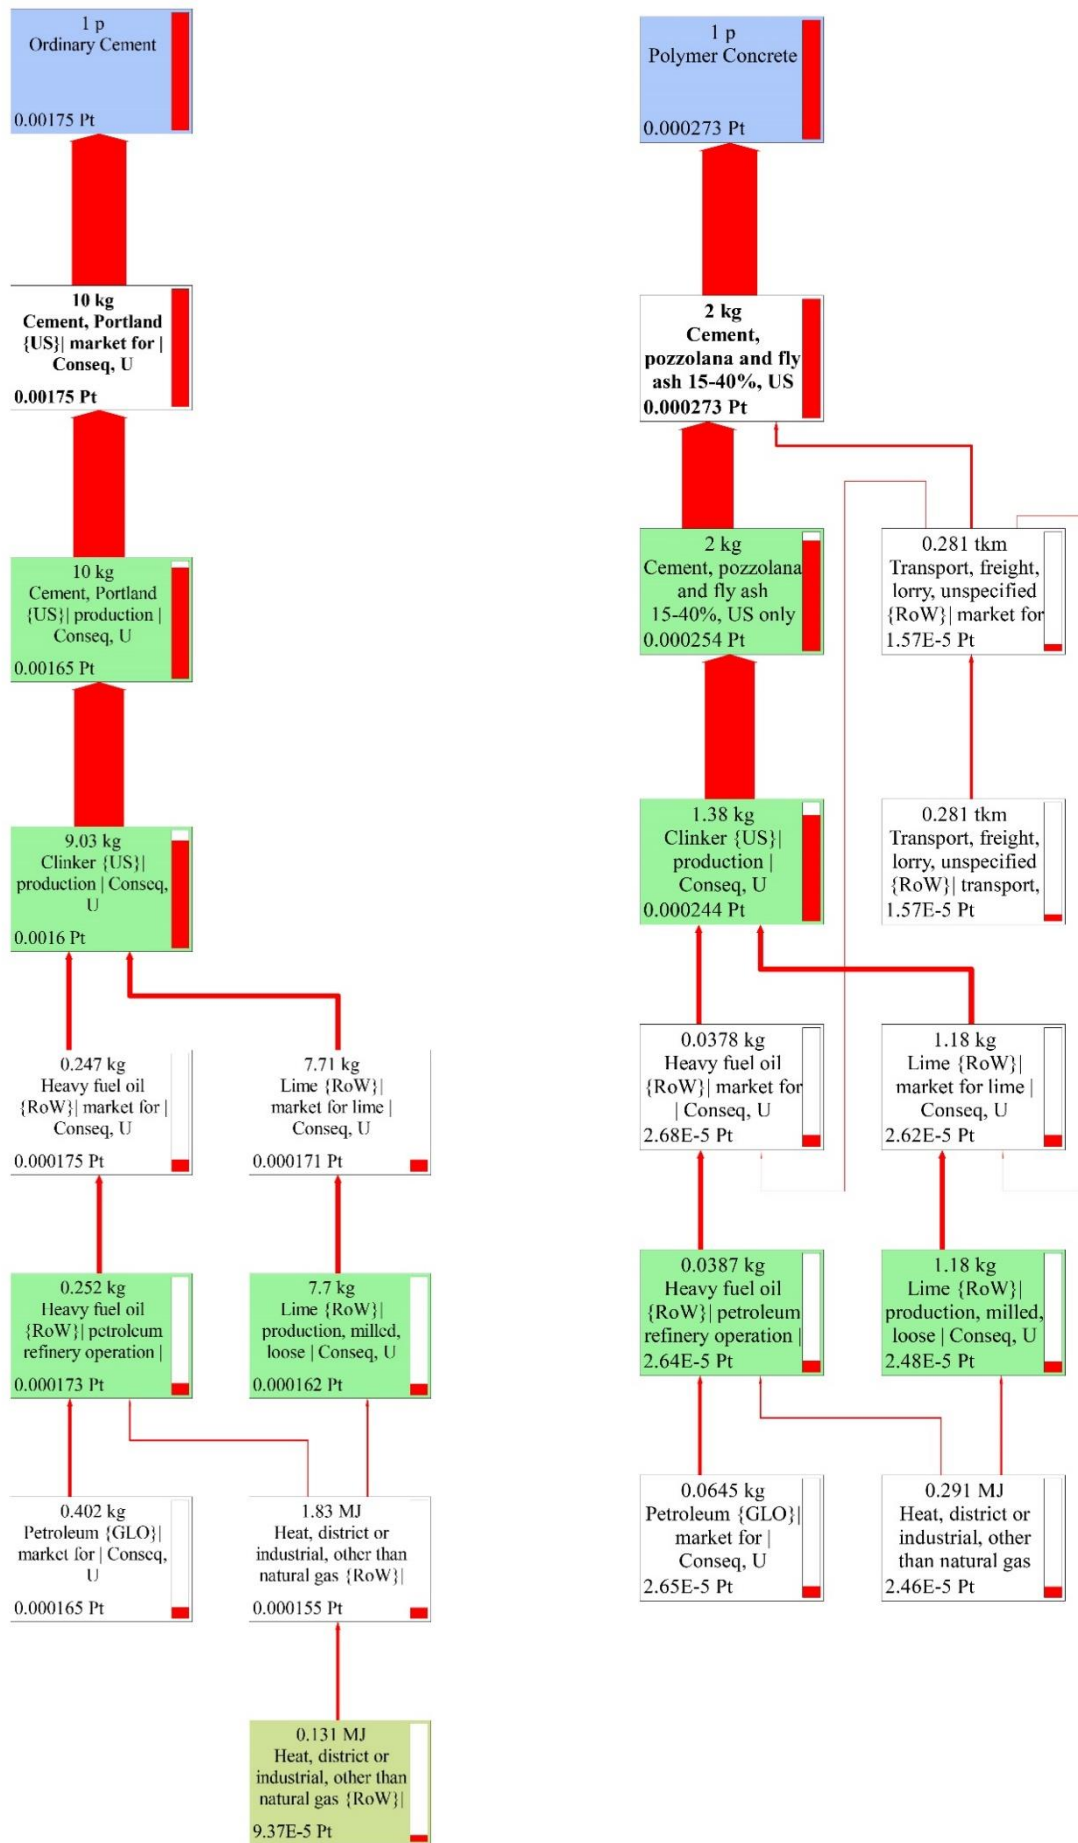 1 p
Ordinary Cement
0.00175 Pt
10 kg
Cement, Portland
{US}| market for |
Conseq, U
0.00175 Pt
10 kg
Cement, Portland
{US}| production |
Conseq, U
0.00165 Pt
9.03 kg
Clinker {US}|
production | Conseq,
U
0.0016 Pt
0.247 kg
Heavy fuel oil
{RoW}| market for |
Conseq, U
0.000175 Pt
7.71 kg
Lime {RoW}|
market for lime |
Conseq, U
0.000171 Pt
0.252 kg
Heavy fuel oil
{RoW}| petroleum
refinery operation |
0.000173 Pt
7.7 kg
Lime {RoW}|
production, milled,
loose | Conseq, U
0.000162 Pt
0.402 kg
Petroleum {GLO}|
market for | Conseq,
U
0.000165 Pt
1.83 MJ
Heat, district or
industrial, other than
natural gas {RoW}|
0.000155 Pt
0.131 MJ
Heat, district or
industrial, other than
natural gas {RoW}|
9.37E-5 Pt
1 p
Polymer Concrete
0.000273 Pt
2 kg
Cement,
pozzolana and fly
ash 15-40%, US
0.000273 Pt
2 kg
Cement, pozzolana
and fly ash
15-40%, US only
0.000254 Pt
0.281 tkm
Transport, freight,
lorry, unspecified
{RoW}| market for
1.57E-5 Pt
1.38 kg
Clinker {US}|
production |
Conseq, U
0.000244 Pt
0.281 tkm
Transport, freight,
lorry, unspecified
{RoW}| transport,
1.57E-5 Pt
0.0378 kg
Heavy fuel oil
{RoW}| market for
| Conseq, U
2.68E-5 Pt
1.18 kg
Lime {RoW}|
market for lime
| Conseq, U
2.62E-5 Pt
0.0387 kg
Heavy fuel oil
{RoW}| petroleum
refinery operation |
2.64E-5 Pt
1.18 kg
Lime {RoW}|
production, milled,
loose | Conseq, U
2.48E-5 Pt
0.0645 kg
Petroleum {GLO}|
market for |
Conseq, U
2.65E-5 Pt
0.291 MJ
Heat, district or
industrial, other
than natural gas
2.46E-5 Pt